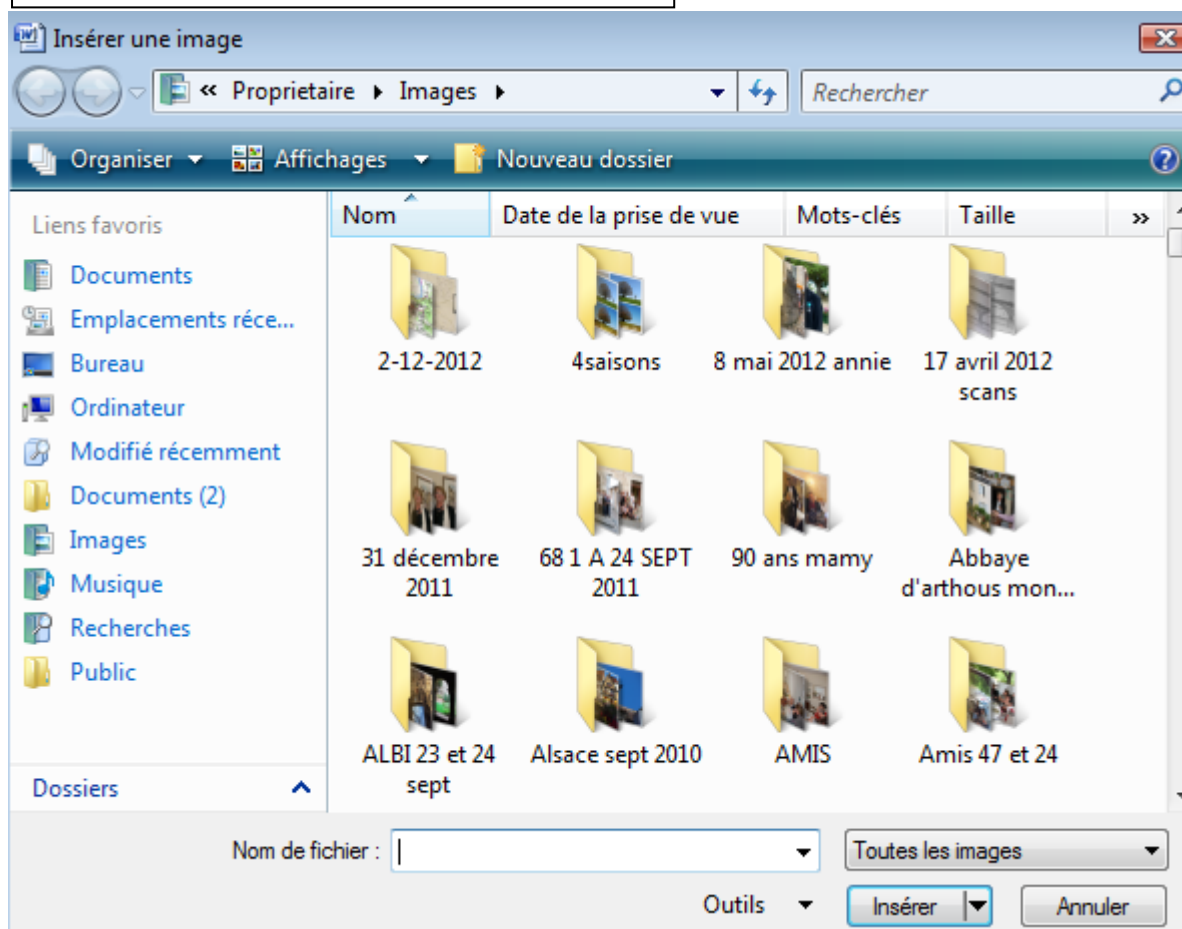 Insérer une image
« Proprietaire Images
Rechercher
Organiser Affichages Nouveau dossier
Liens favoris
Documents
Emplacements réce...
Bureau
Ordinateur
Modifié récemment
Documents (2)
Images
Musique
Recherches
Public
Dossiers
Nom Date de la prise de vue Mots-clés Taille »
2-12-2012
4saisons
8 mai 2012 annie
17 avril 2012
scans
31 décembre
2011
68 1 A 24 SEPT
2011
90 ans mamy
Abbaye
d'arthous mon...
ALBI 23 et 24
sept
Alsace sept 2010
AMIS
Amis 47 et 24
Nom de fichier :
Toutes les images
Outils Insérer Annuler